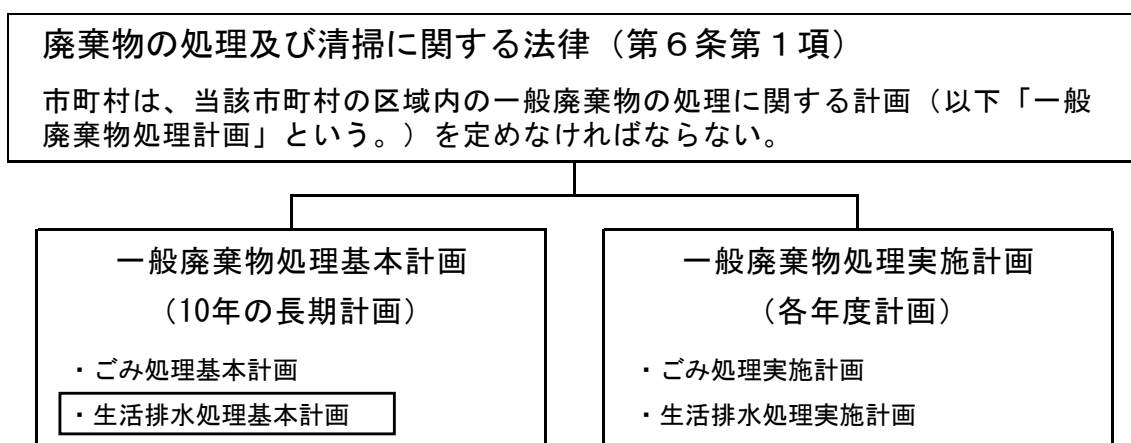 廃棄物の処理及び清掃に関する法律（第６条第１項）
市町村は、当該市町村の区域内の一般廃棄物の処理に関する計画（以下「一般
廃棄物処理計画」という。）を定めなければならない。
一般廃棄物処理基本計画
（10年の長期計画）
・ごみ処理基本計画
・生活排水処理基本計画
一般廃棄物処理実施計画
（各年度計画）
・ごみ処理実施計画
・生活排水処理実施計画